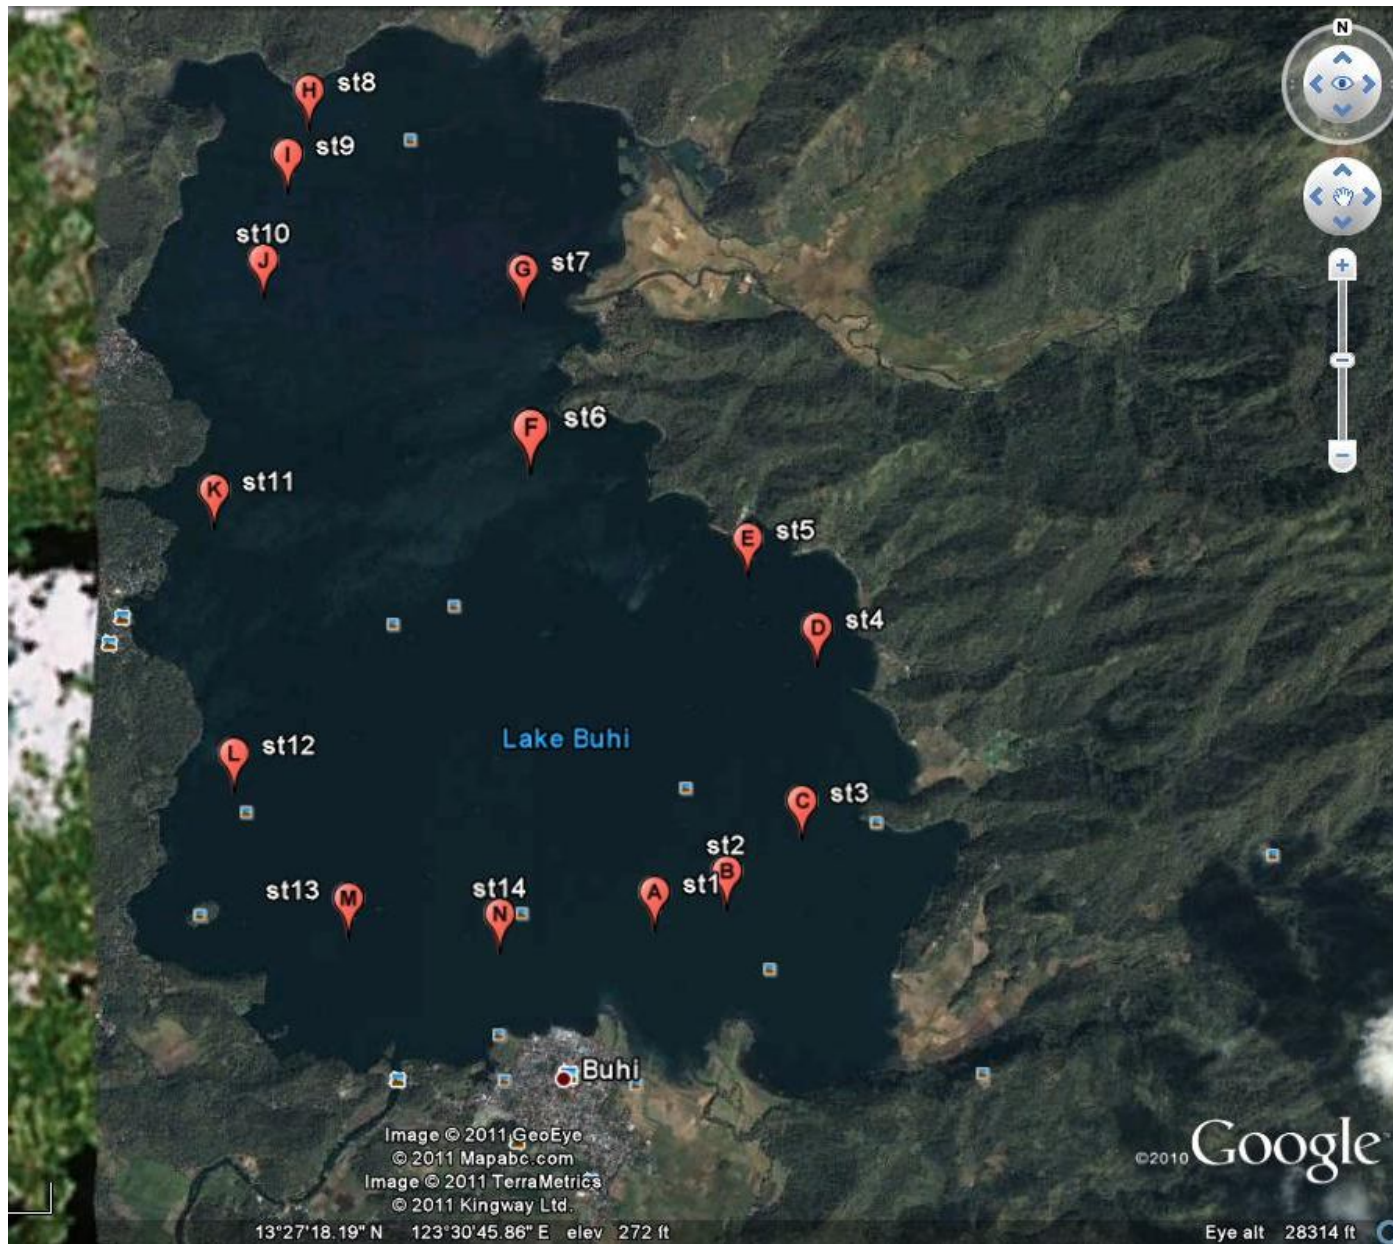 N
H st8
I st9
st10
J
G st7
F st6
K st11
E st5
D st4
Lake Buhi
L st12
C st3
st2
B
A st1
st13 M
st14
N
Buhi
Image © 2011 GeoEye
© 2011 Mapabc.com
Image © 2011 TerraMetrics
© 2011 Kingway Ltd.
©2010 Google
13°27'18.19" N 123°30'45.86" E elev 272 ft
Eye alt 28314 ft